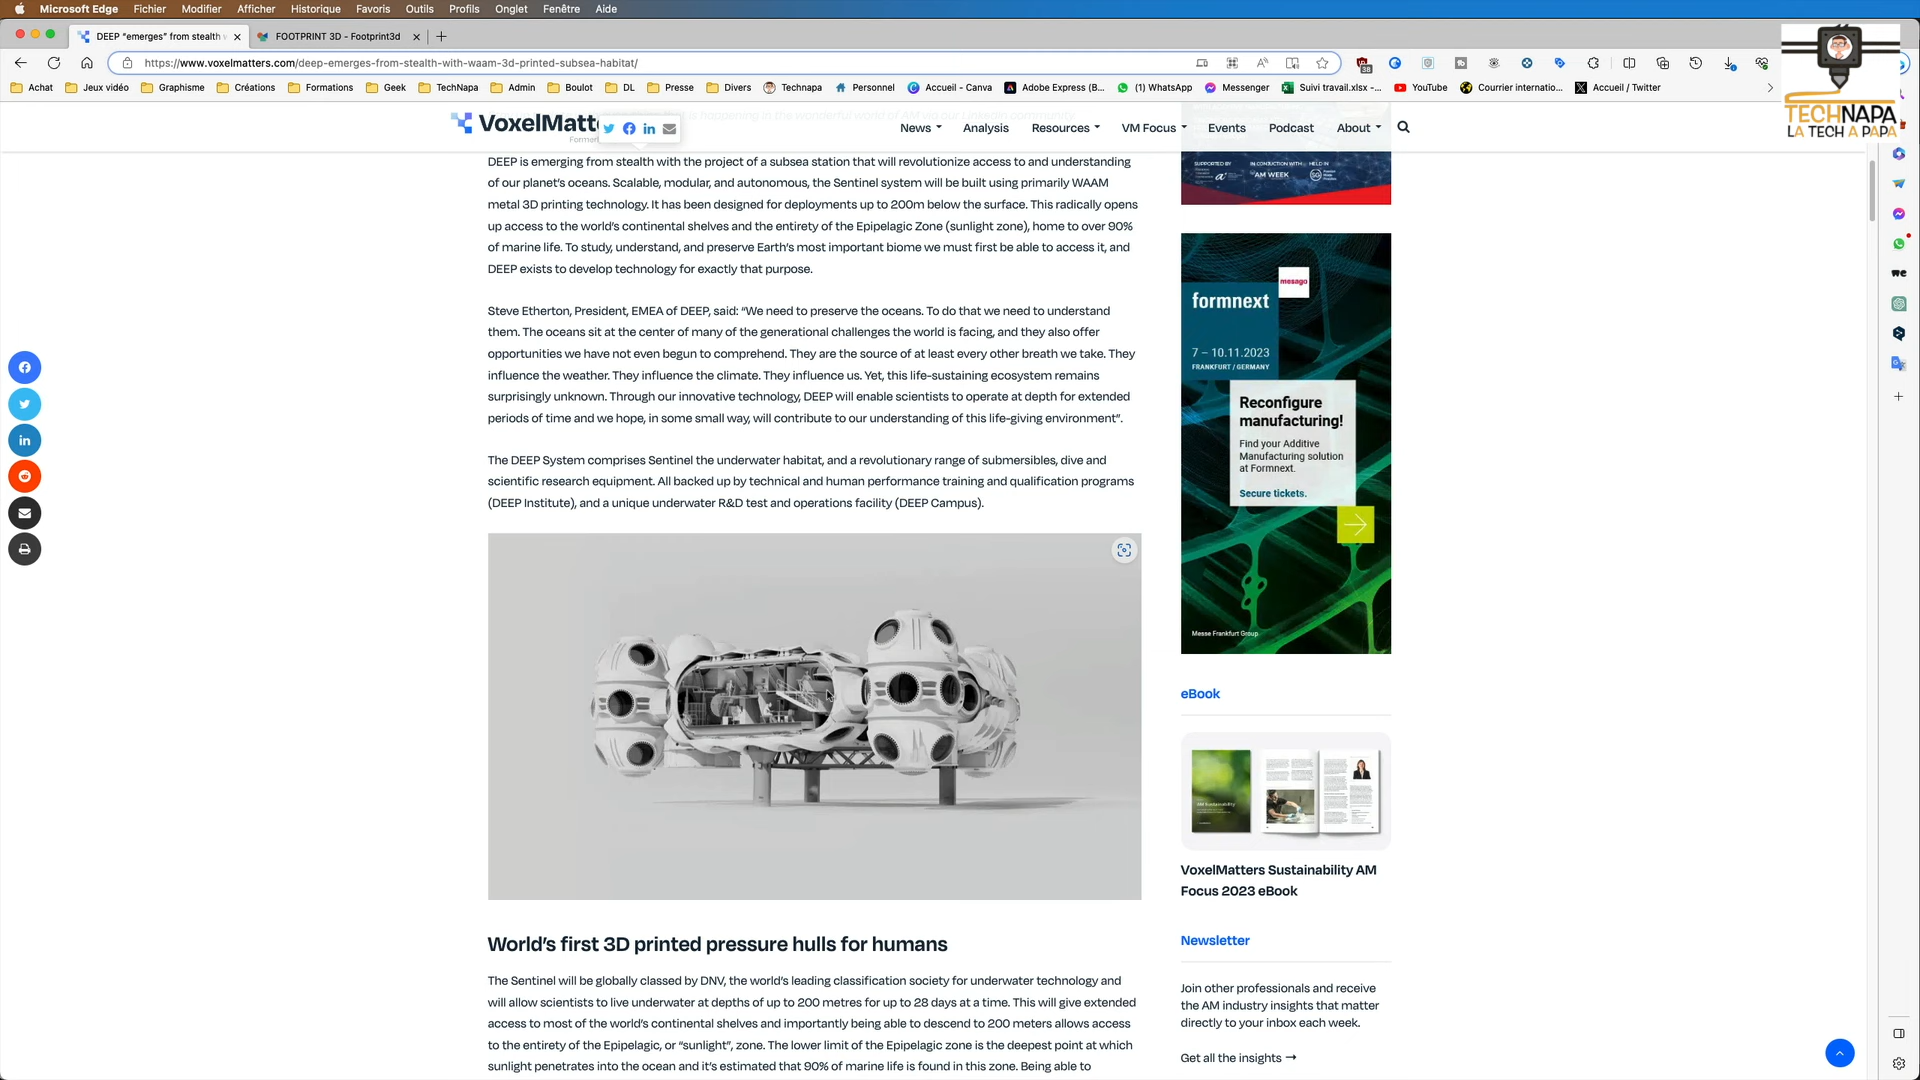 Microsoft Edge Fichier Modifier Afficher Historique Favoris Outils Profils Onglet Fenêtre Aide
DEEP "emerges" from stealth
FOOTPRINT 3D - Footprint3d
https://www.voxelmatters.com/deep-emerges-from-stealth-with-waam-3d-printed-subsea-habitat/
38
Achat Jeux vidéo Graphisme Créations Formations Geek TechNapa Admin Boulot DL Presse Divers Technapa Personnel Accueil - Canva Adobe Express (B... (1) WhatsApp Messenger Suivi travail.xlsx -... YouTube Courrier internatio... Accueil / Twitter
TECHNAPA
LA TECH A PAPA
VoxelMatt
News Analysis Resources VM Focus Events Podcast About
DEEP is emerging from stealth with the project of a subsea station that will revolutionize access to and understanding
of our planet's oceans. Scalable, modular, and autonomous, the Sentinel system will be built using primarily WAAM
metal 3D printing technology. It has been designed for deployments up to 200m below the surface. This radically opens
up access to the world's continental shelves and the entirety of the Epipelagic Zone (sunlight zone), home to over 90%
of marine life. To study, understand, and preserve Earth's most important biome we must first be able to access it, and
DEEP exists to develop technology for exactly that purpose.
Steve Etherton, President, EMEA of DEEP, said: “We need to preserve the oceans. To do that we need to understand
them. The oceans sit at the center of many of the generational challenges the world is facing, and they also offer
opportunities we have not even begun to comprehend. They are the source of at least every other breath we take. They
influence the weather. They influence the climate. They influence us. Yet, this life-sustaining ecosystem remains
surprisingly unknown. Through our innovative technology, DEEP will enable scientists to operate at depth for extended
periods of time and we hope, in some small way, will contribute to our understanding of this life-giving environment”.
The DEEP System comprises Sentinel the underwater habitat, and a revolutionary range of submersibles, dive and
scientific research equipment. All backed up by technical and human performance training and qualification programs
(DEEP Institute), and a unique underwater R&D test and operations facility (DEEP Campus).
World's first 3D printed pressure hulls for humans
The Sentinel will be globally classed by DNV, the world's leading classification society for underwater technology and
will allow scientists to live underwater at depths of up to 200 metres for up to 28 days at a time. This will give extended
access to most of the world's continental shelves and importantly being able to descend to 200 meters allows access
to the entirety of the Epipelagic, or “sunlight”, zone. The lower limit of the Epipelagic zone is the deepest point at which
sunlight penetrates into the ocean and it's estimated that 90% of marine life is found in this zone. Being able to
SUPPORTED BY IN CONJUCTION WITH HELD IN
AM WEEK
mesago
formnext
7 – 10.11.2023
FRANKFURT / GERMANY
Reconfigure
manufacturing!
Find your Additive
Manufacturing solution
at Formnext.
Secure tickets.
Messe Frankfurt Group
eBook
VoxelMatters Sustainability AM
Focus 2023 eBook
Newsletter
Join other professionals and receive
the AM industry insights that matter
directly to your inbox each week.
Get all the insights